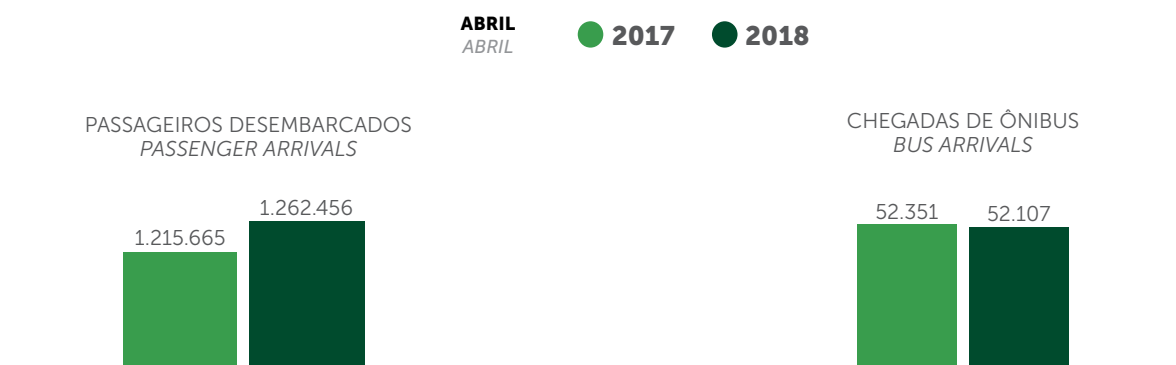 ABRIL
ABRIL
2017
2018
PASSAGEIROS DESEMBARCADOS
PASSENGER ARRIVALS
1.215.665
1.262.456
CHEGADAS DE ÔNIBUS
BUS ARRIVALS
52.351
52.107